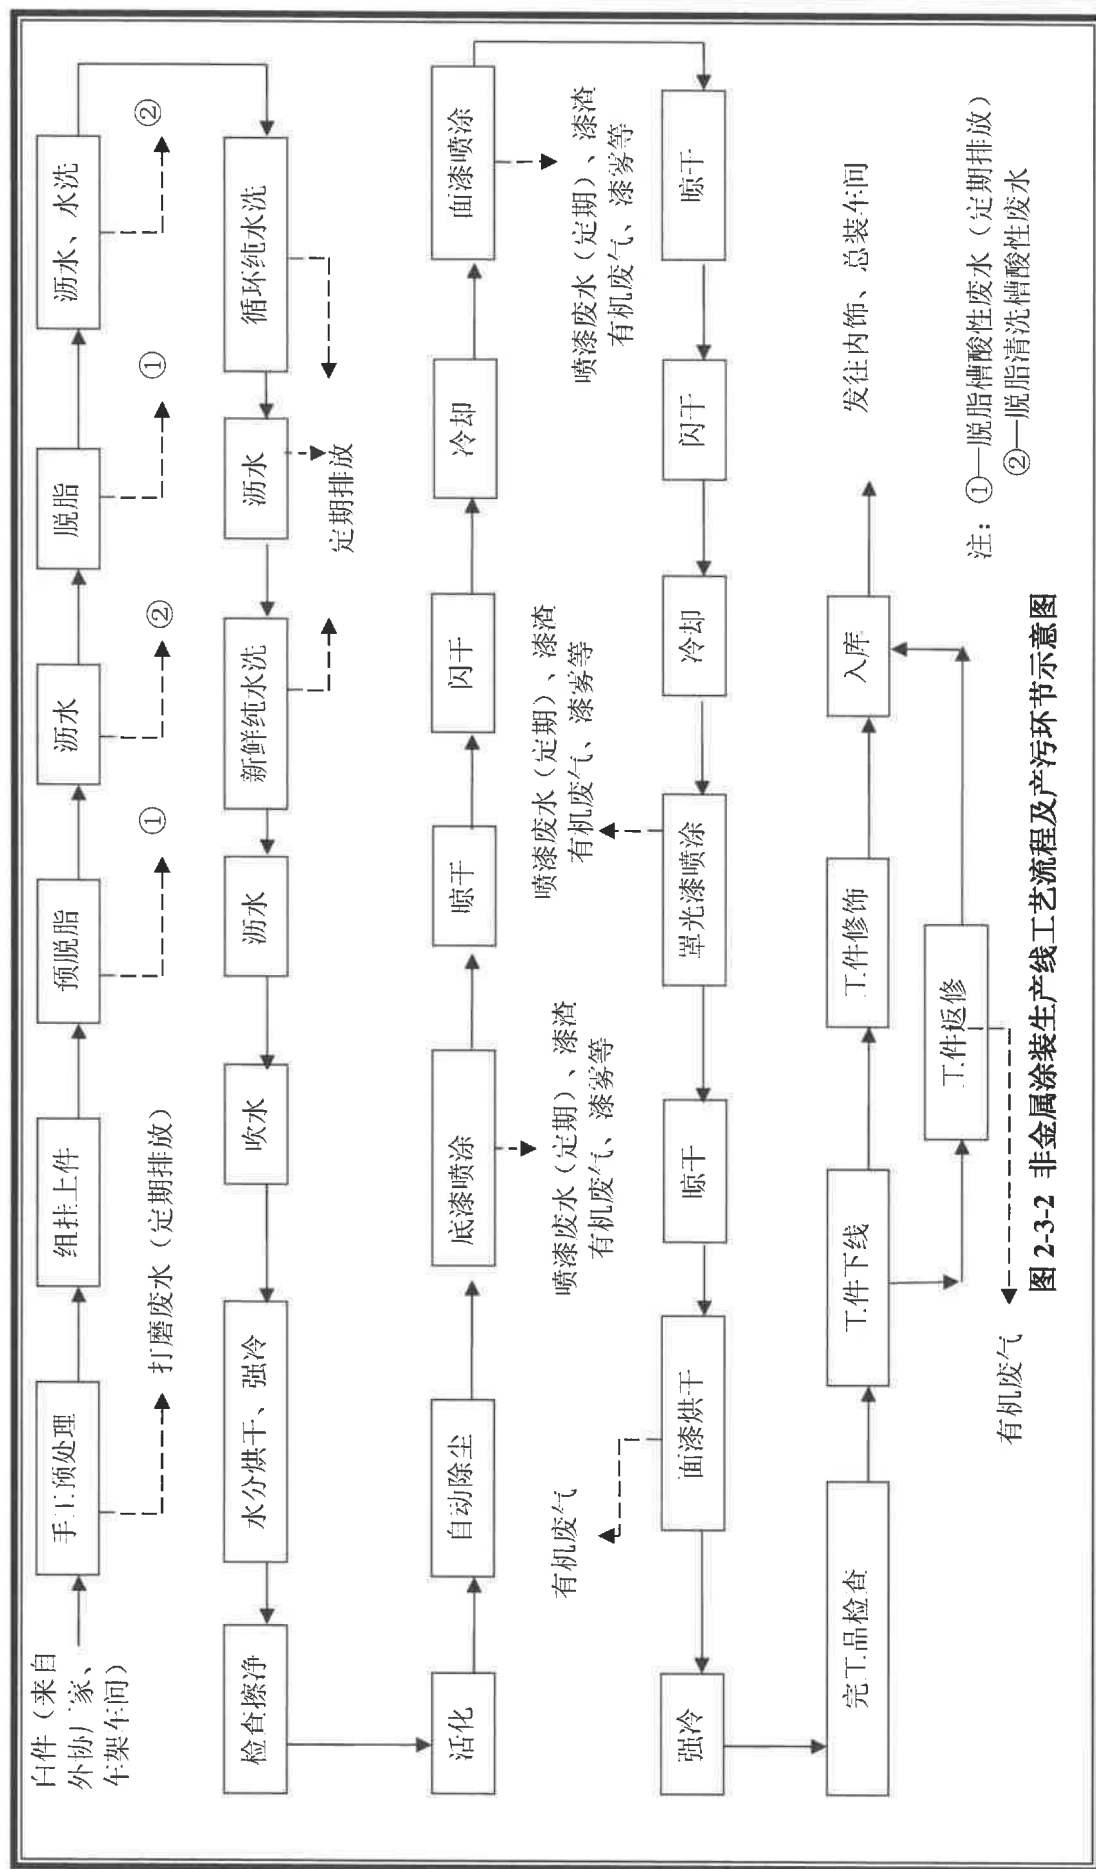 白件（来自
外协厂家、
车架车间）
手工预处理
打磨废水（定期排放）
组挂上件
预脱脂
①
沥水
②
脱脂
①
沥水、水洗
②
循环纯水洗
沥水
定期排放
新鲜纯水洗
沥水
吹水
水分烘干、强冷
检查擦净
活化
自动除尘
底漆喷涂
喷漆废水（定期）、漆渣
有机废气、漆雾等
晾干
闪干
冷却
面漆喷涂
喷漆废水（定期）、漆渣
有机废气、漆雾等
晾干
闪干
冷却
罩光漆喷涂
喷漆废水（定期）、漆渣
有机废气、漆雾等
晾干
面漆烘干
有机废气
强冷
完工品检查
工件下线
工件修饰
工件返修
有机废气
入库
发往内饰、总装车间
注：①—脱脂槽酸性废水（定期排放）
②—脱脂清洗槽酸性废水
图 2-3-2 非金属涂装生产线工艺流程及产污环节示意图